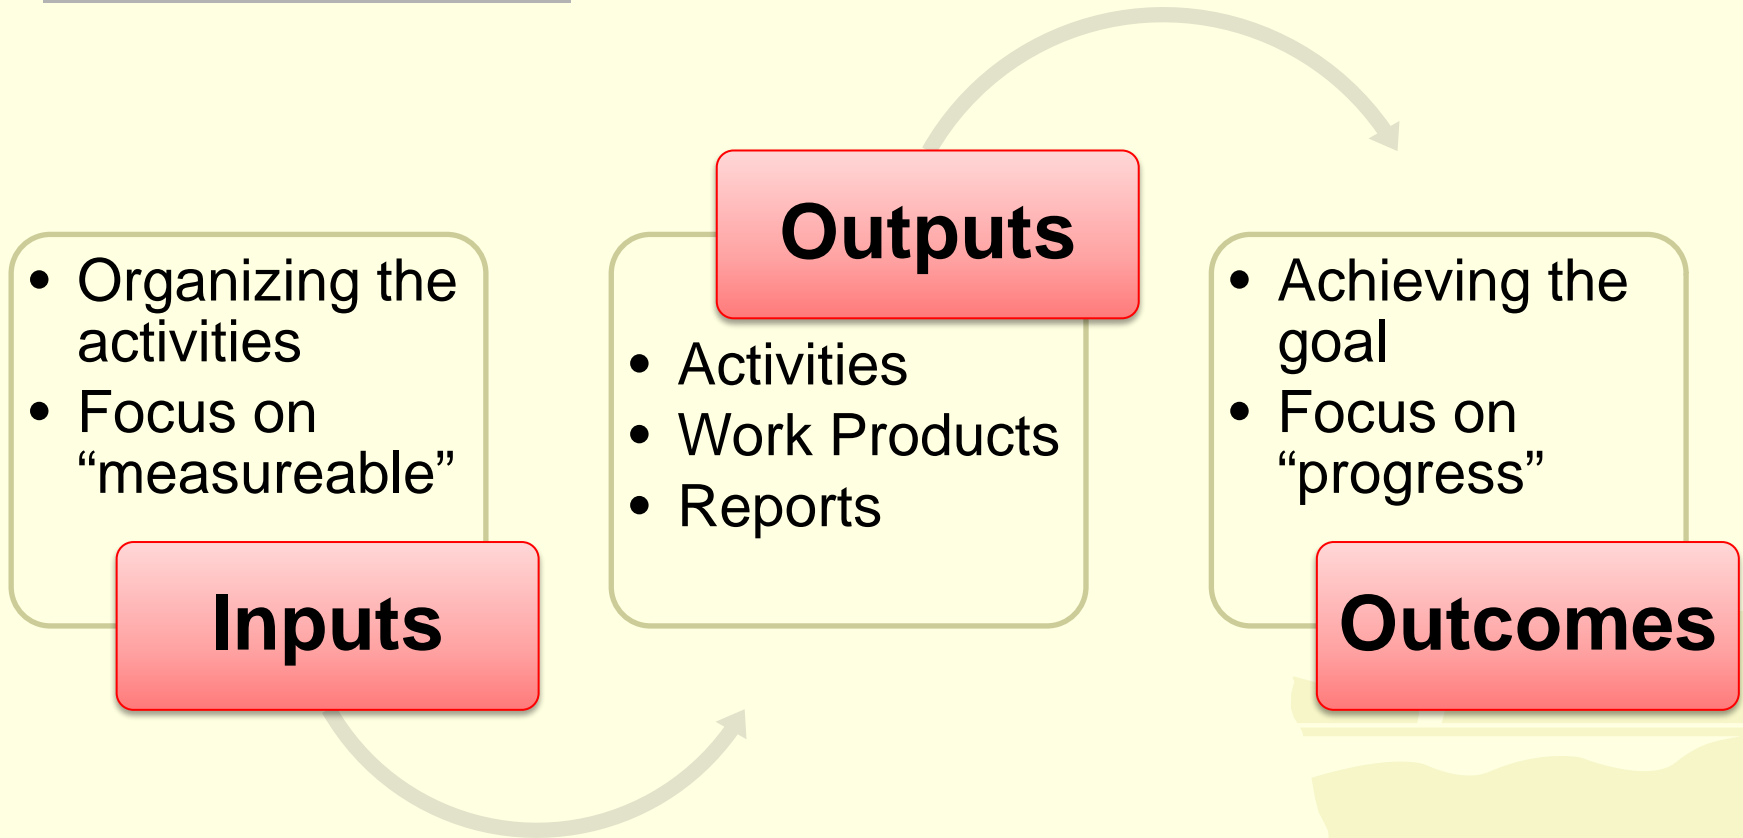 • Organizing the
activities
• Focus on
“measureable”
Inputs
Outputs
• Activities
• Work Products
• Reports
• Achieving the
goal
• Focus on
“progress”
Outcomes